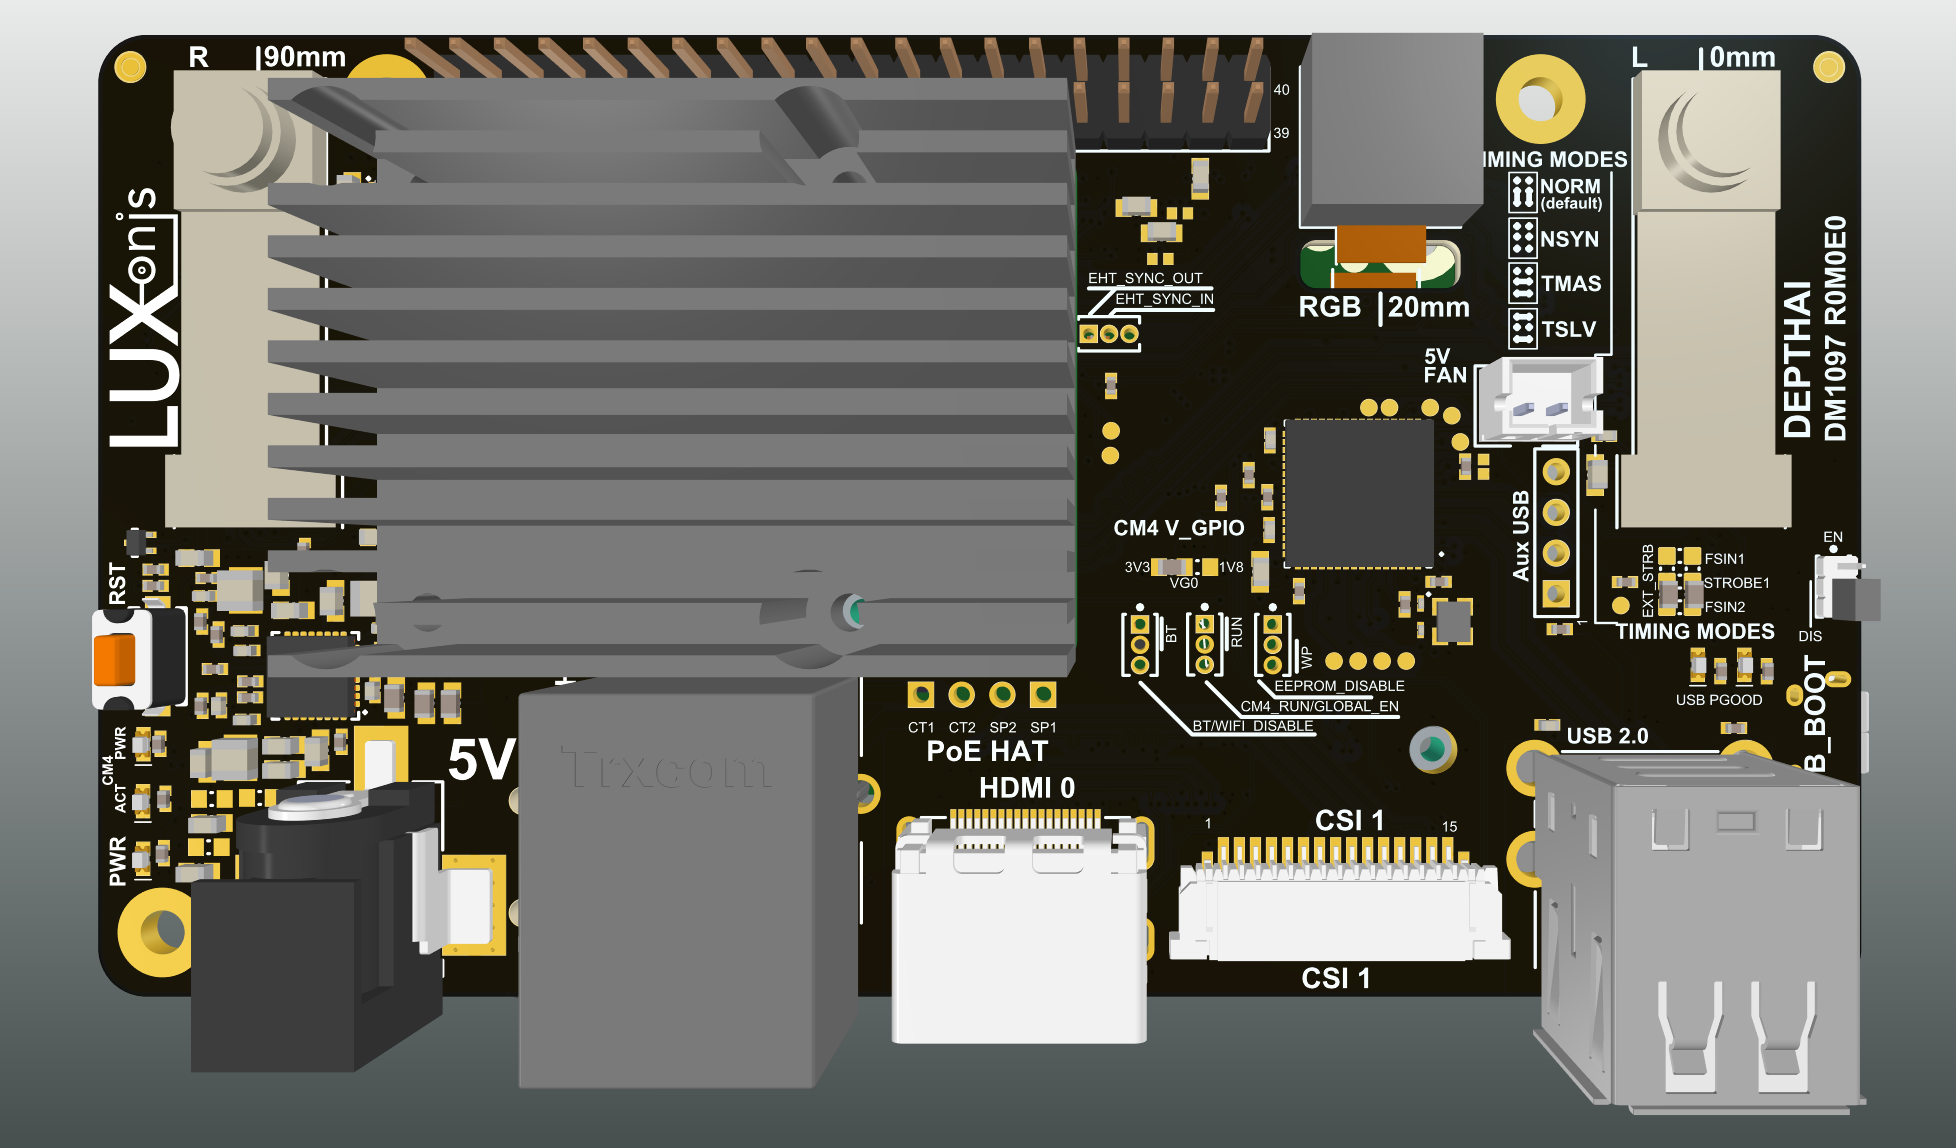 R
|90mm
L
|0mm
40
39
TIMING MODES
NORM
(default)
NSYN
TMAS
TSLV
LUXonis
EHT_SYNC_OUT
EHT_SYNC_IN
RGB |20mm
5V
FAN
DEPTHAI
DM1097 R0M0E0
CM4 V_GPIO
3V3
1V8
VG0
Aux USB
1
EXT_STRB
FSIN1
STROBE1
FSIN2
TIMING MODES
EN
DIS
RST
BT
RUN
WP
EEPROM_DISABLE
CM4_RUN/GLOBAL_EN
BT/WIFI_DISABLE
USB PGOOD
B_BOOT
CT1
CT2
SP2
SP1
PoE HAT
USB 2.0
5V
Trxcom
CM4
PWR
ACT
PWR
HDMI 0
CSI 1
1
15
CSI 1